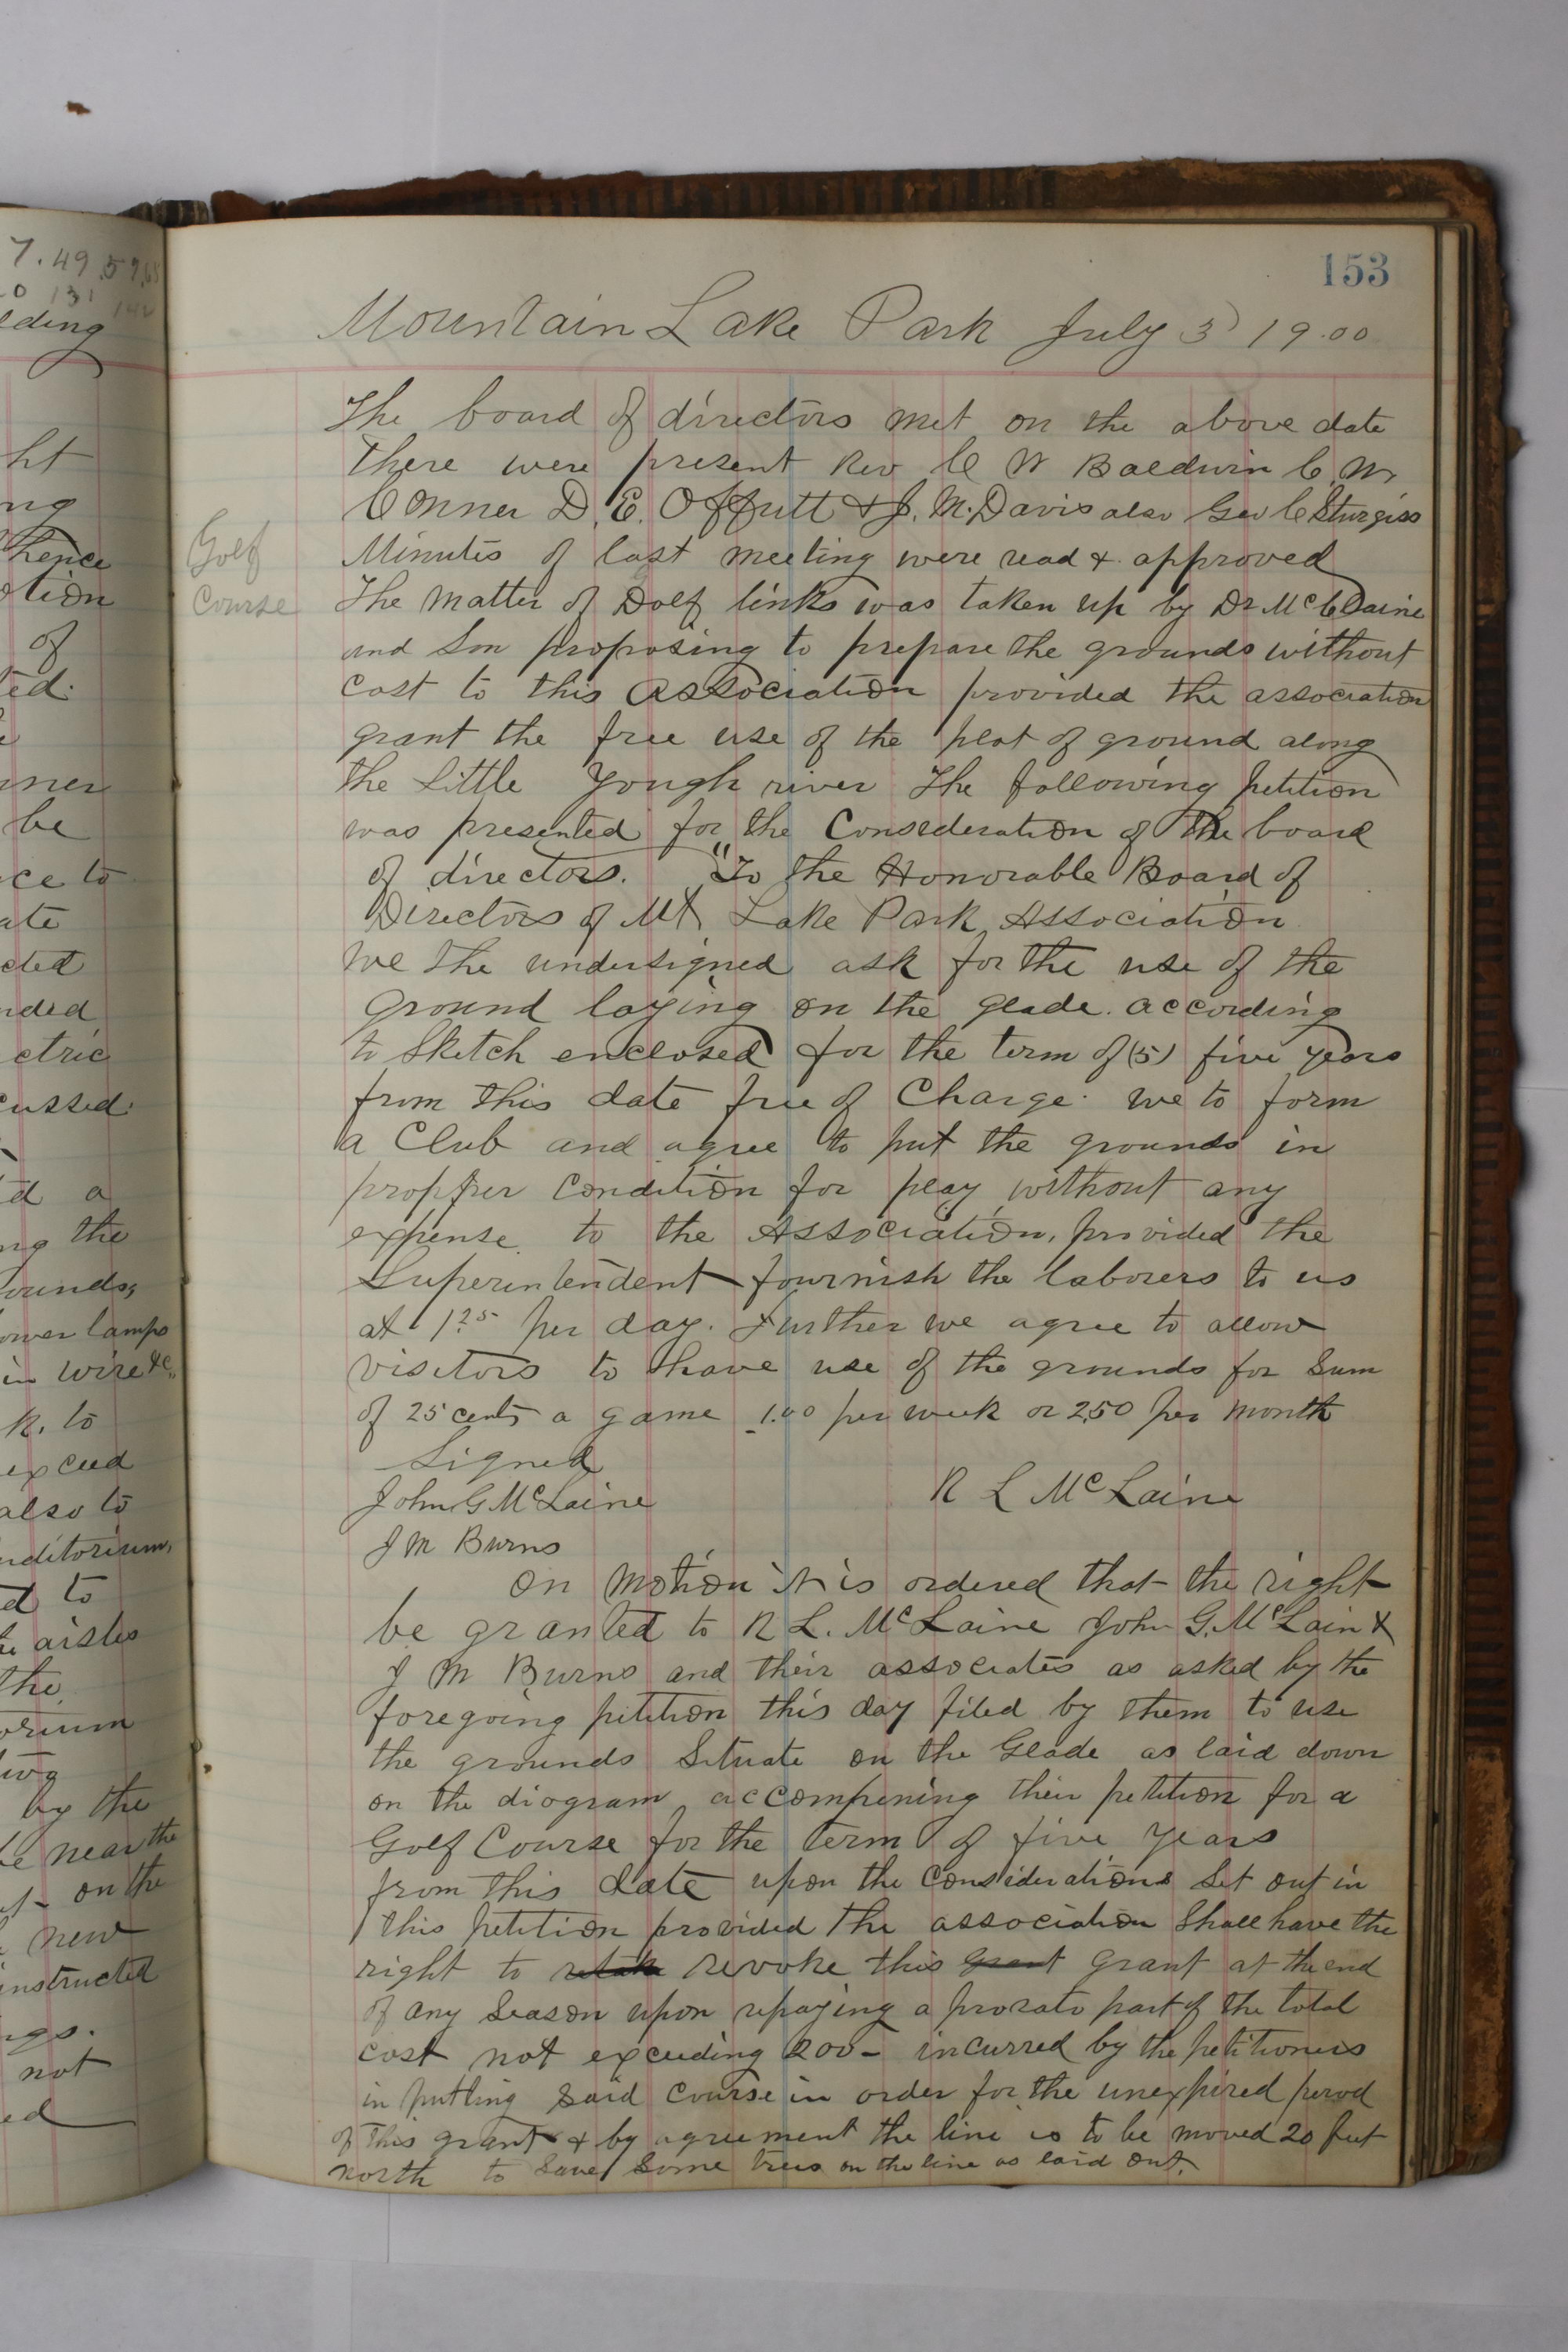 7. 49. 59, 68
0 131 142
lding
ht
ng
hence
otion
of
ted.
e
nner
be
ce to
ate
cted
nded
ctric
cussed.
d a
ng the
ounds,
ower lamps
in wire &c,
k. to
exceed
also to
uditorium,
d to
he aisles
the
orium
ing
by the
be near the
et - on the
new
instructed
ngs.
not
ed
153
Mountain Lake Park July 3) 19.00
The board of directors met on the above date
There were present Rev C W Baldwin C. W.
Conner D. E. Offutt & J. M. Davis also Geo C Sturgiss
Golf
Course
Minutes of last meeting were read & approved
The Matter of Dolf links was taken up by Dr McClaine
and Son proposing to prepare the grounds without
cost to this Association provided the association
grant the free use of the plot of ground along
the Little Yough river The following petition
was presented for the Consideration of the board
of directors. "To the Honorable Board of
Directors of Mt Lake Park Association
We the undersigned ask for the use of the
ground laying on the glade. according
to Sketch enclosed for the term of (5) five years
from this date free of Charge. we to form
a Club and agree to put the grounds in
propper Condition for play without any
expense to the Association, provided the
Superintendent fournish the laborers to us
at 1.25 per day. Further we agree to allow
visitors to have use of the grounds for Sum
of 25 cents a game 1.00 per week or 2.50 per month
Signed
John G McLaine R L McLaine
J M Burns
On Motion it is ordered that the right
be granted to R L. McLaine John G. McLain &
J M Burns and their associates as asked by the
foregoing petition this day filed by them to use
the grounds Situate on the Glade as laid down
on the diogram accompening their petition for a
Golf Course for the term of five years
from this date upon the Considerations Set out in
this petition provided the association Shall have the
right to retake revoke this grant grant at the end
of any Season upon repaying a prorato part of the total
cost not exceeding 200- incurred by the petitioners
in putting Said Course in order for the unexpired perod
of this grant & by agreement the line is to be moved 20 feet
north to Save Some trees on the line as laid out.